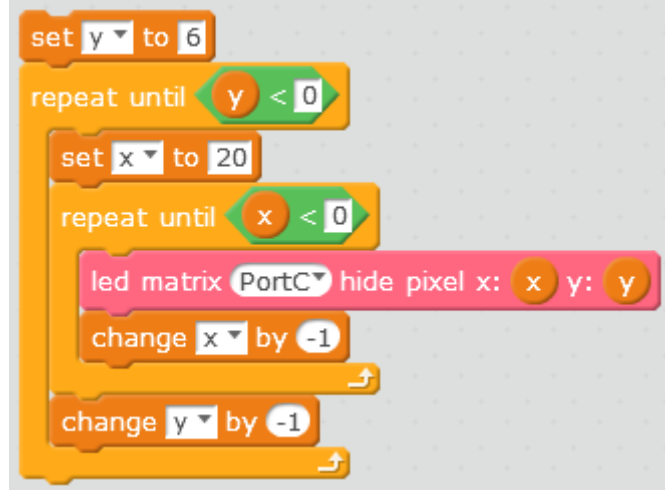 set y to 6
repeat until y < 0
set x to 20
repeat until x < 0
led matrix PortC hide pixel x: x y: y
change x by -1
change y by -1